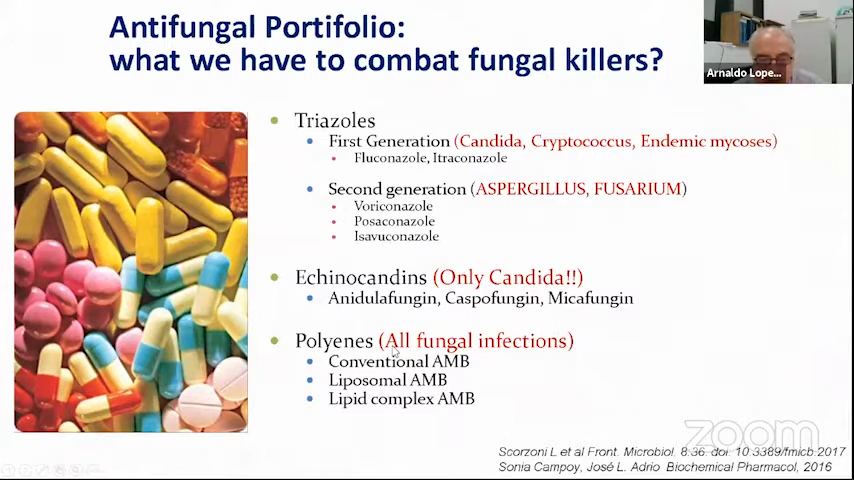 Antifungal Portifolio:
what we have to combat fungal killers?
Arnaldo Lope...
Triazoles
First Generation (Candida, Cryptococcus, Endemic mycoses)
Fluconazole, Itraconazole
Second generation (ASPERGILLUS, FUSARIUM)
Voriconazole
Posaconazole
Isavuconazole
Echinocandins (Only Candida!!)
Anidulafungin, Caspofungin, Micafungin
Polyenes (All fungal infections)
Conventional AMB
Liposomal AMB
Lipid complex AMB
zoom
Scorzoni L et al Front. Microbiol. 8:36. doi: 10.3389/fmicb.2017
Sonia Campoy, José L. Adrio Biochemical Pharmacol, 2016